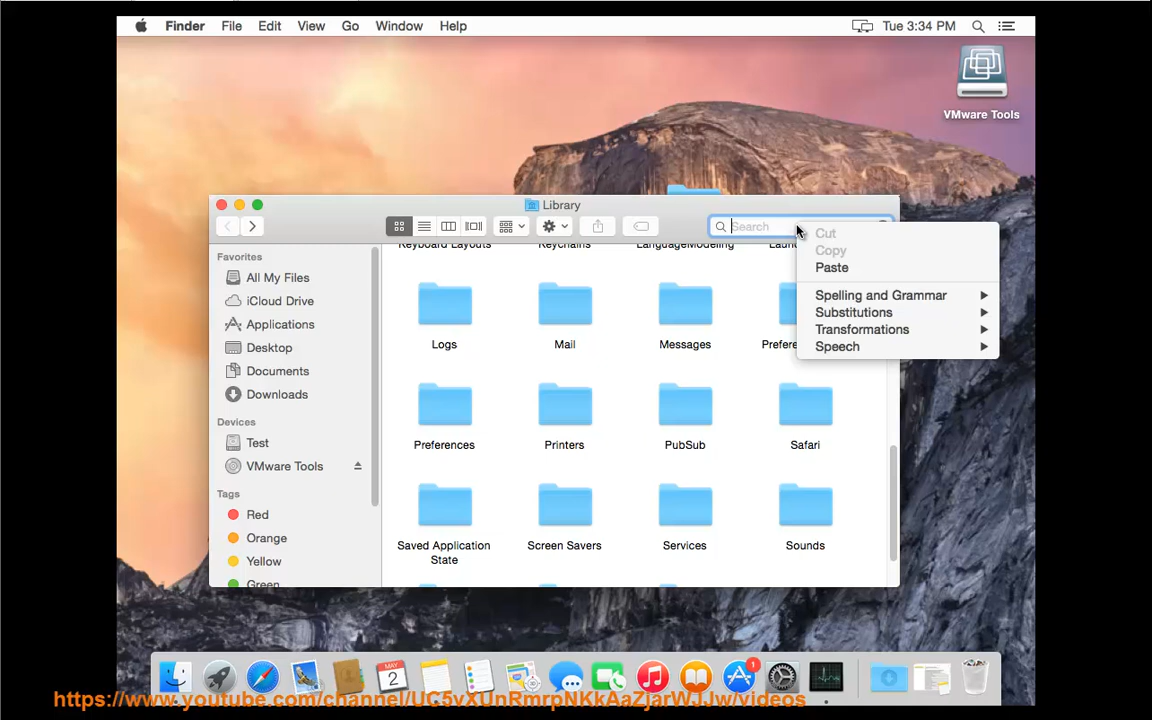 Finder File Edit View Go Window Help Tue 3:34 PM
VMware Tools
Library
Search
Cut
Copy
Paste
Spelling and Grammar
Substitutions
Transformations
Speech
Favorites
All My Files
iCloud Drive
Applications
Desktop
Documents
Downloads
Devices
Test
VMware Tools
Tags
Red
Orange
Yellow
Green
Keyboard Layouts Keychains LanguageModeling
Logs Mail Messages
Preferences Printers PubSub Safari
Saved Application
State
Screen Savers Services Sounds
MAY
2
1
https://www.youtube.com/channel/UC5vXUnRmrpNKkAaZjarWJJw/videos